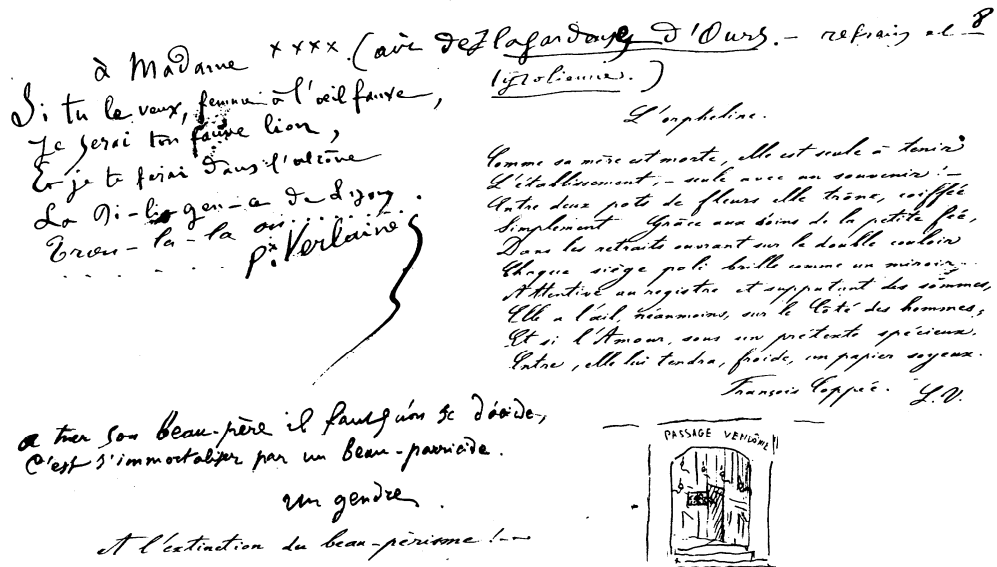 8
à Madame xxxx. (air de Flagardouse d'Ours. — refrain et
tyrolienne.)
Si tu le veux, femme à l'œil fauve,
Je serai ton fauve lion,
Et je te ferai dans l'alcôve
La Di-li-gen-ce de Lyon
Trou-la-la ou . . . . . . . .
. . . . . . . .
P. Verlaine
L'orpheline.
Comme sa mère est morte, elle est seule à tenir
L'établissement, — seule avec un souvenir ! —
Entre deux pots de fleurs elle trône, coiffée
Simplement Grâce aux soins de la petite fée,
Dans les retraits ouvrant sur le double couloir
Chaque siège poli brille comme un miroir,
Attentive au registre et supputant des sommes,
Elle a l'œil, néanmoins, sur le Côté des hommes,
Et si l'Amour, sous un prétexte spécieux
Entre, elle lui tendra, froide, un papier soyeux.
François Coppée.
L.V.
A tuer son beau-père il faut qu'on se décide,
C'est s'immortaliser par un beau-parricide.
Un gendre.
Et l'extinction du beau-périsme ! —
PASSAGE VENDÔME